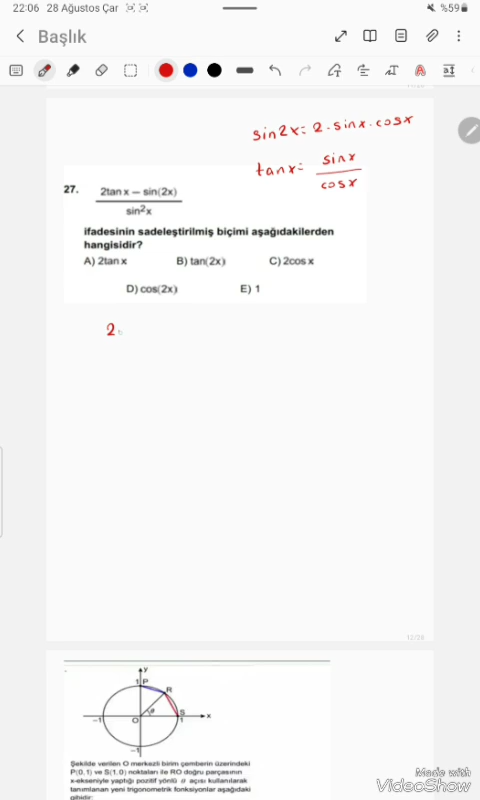 22:06 28 Ağustos Çar
%59
Başlık
11/28
sin2x = 2.sinx.cosx
tanx = sinx
cosx
27. 2tan x – sin(2x)
sin²x
ifadesinin sadeleştirilmiş biçimi aşağıdakilerden
hangisidir?
A) 2tan x B) tan(2x) C) 2cos x
D) cos(2x) E) 1
2.
12/28
y
1 P
R
θ
S
-1 O 1 x
-1
Şekilde verilen O merkezli birim çemberin üzerindeki
P(0, 1) ve S(1, 0) noktaları ile RO doğru parçasının
x-ekseniyle yaptığı pozitif yönlü θ açısı kullanılarak
tanımlanan yeni trigonometrik fonksiyonlar aşağıdaki
gibidir:
Made with
VideoShow